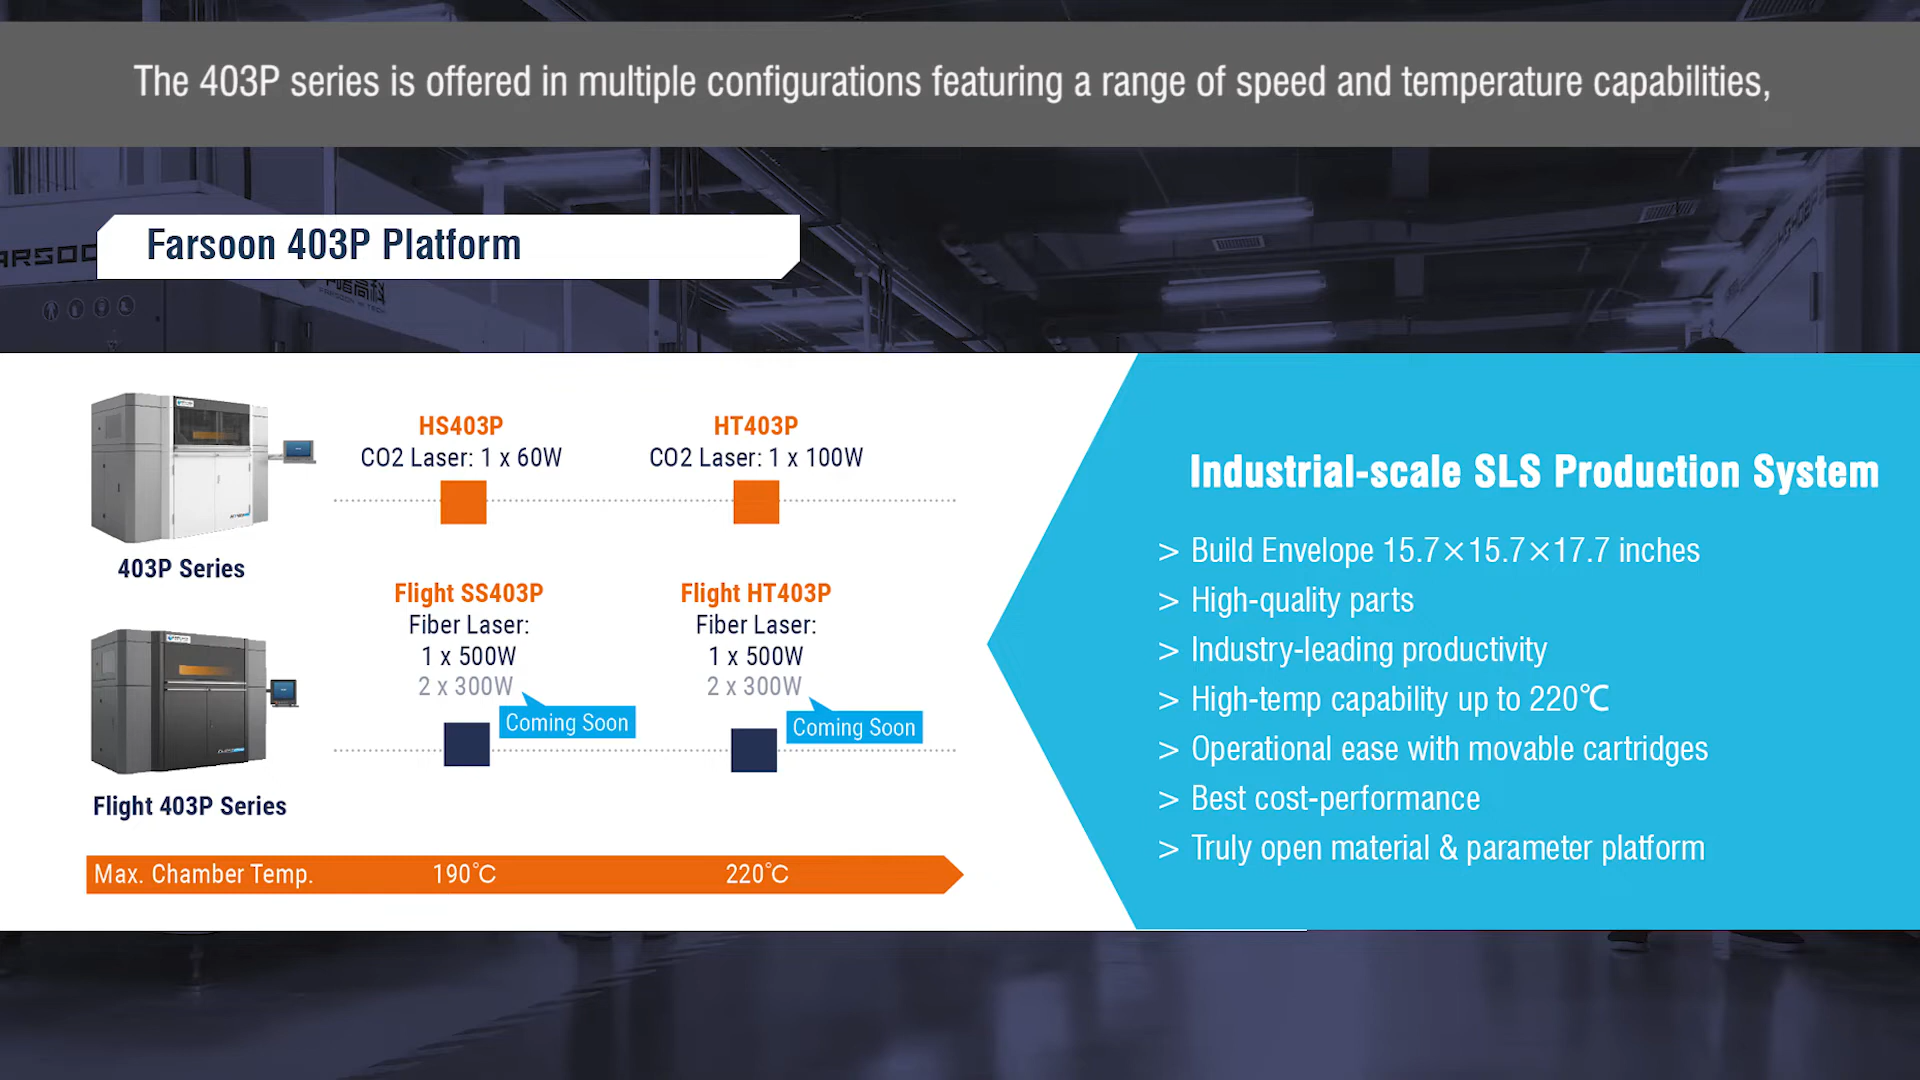 The 403P series is offered in multiple configurations featuring a range of speed and temperature capabilities,
Farsoon 403P Platform
ARSOO
HS403P
CO2 Laser: 1 x 60W
HT403P
CO2 Laser: 1 x 100W
403P Series
Flight SS403P
Fiber Laser:
1 x 500W
2 x 300W
Coming Soon
Flight HT403P
Fiber Laser:
1 x 500W
2 x 300W
Coming Soon
Flight 403P Series
Max. Chamber Temp. 190℃ 220℃
Industrial-scale SLS Production System
> Build Envelope 15.7×15.7×17.7 inches
> High-quality parts
> Industry-leading productivity
> High-temp capability up to 220℃
> Operational ease with movable cartridges
> Best cost-performance
> Truly open material & parameter platform